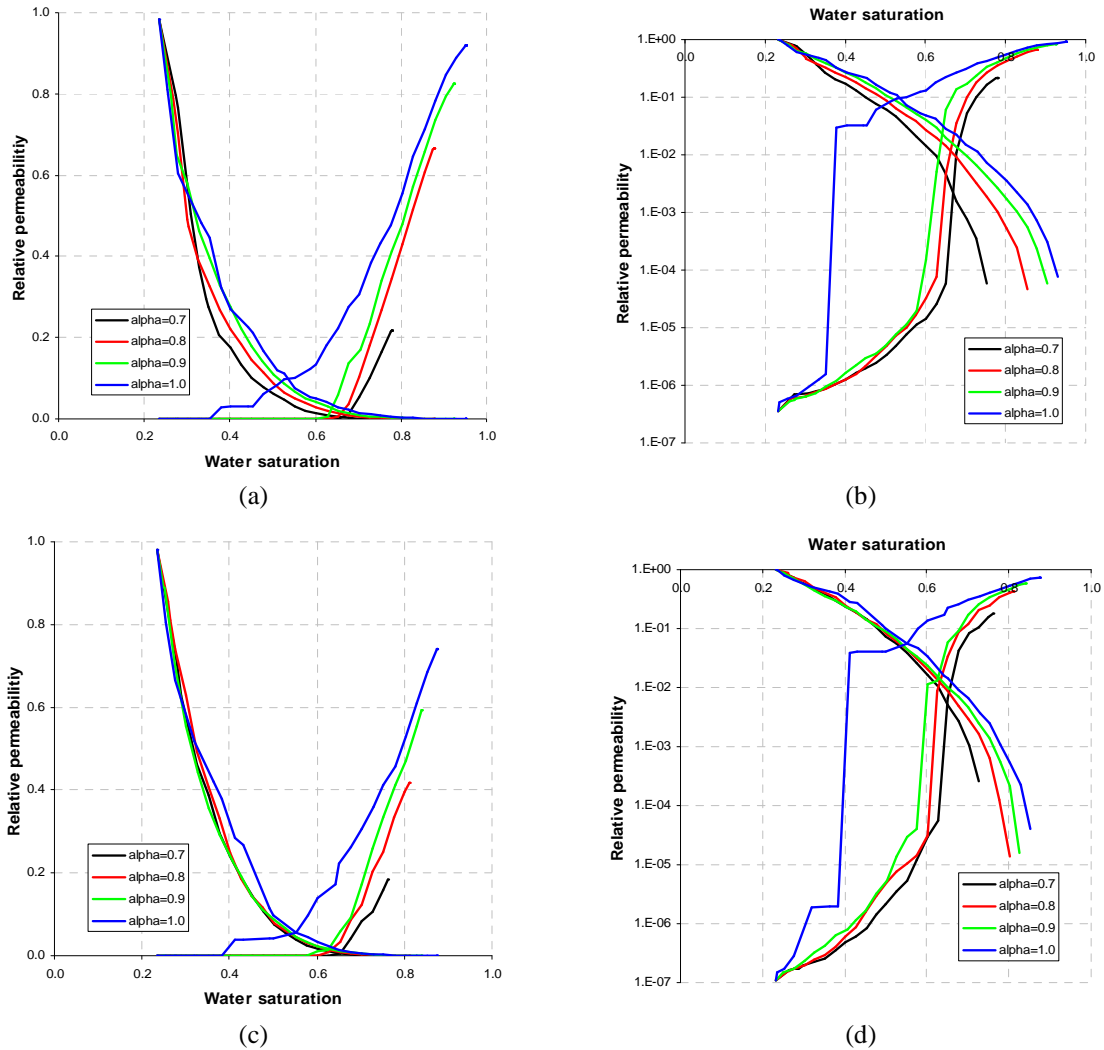 1.0
0.8
0.6
0.4
0.2
0.0
0.0
0.2
0.4
0.6
0.8
1.0
Relative permeability
Water saturation
alpha=0.7
alpha=0.8
alpha=0.9
alpha=1.0
(a)
Water saturation
0.0
0.2
0.4
0.6
0.8
1.0
1.E+00
1.E-01
1.E-02
1.E-03
1.E-04
1.E-05
1.E-06
1.E-07
Relative permeability
alpha=0.7
alpha=0.8
alpha=0.9
alpha=1.0
(b)
1.0
0.8
0.6
0.4
0.2
0.0
0.0
0.2
0.4
0.6
0.8
1.0
Relative permeability
Water saturation
alpha=0.7
alpha=0.8
alpha=0.9
alpha=1.0
(c)
Water saturation
0.0
0.2
0.4
0.6
0.8
1.0
1.E+00
1.E-01
1.E-02
1.E-03
1.E-04
1.E-05
1.E-06
1.E-07
Relative permeability
alpha=0.7
alpha=0.8
alpha=0.9
alpha=1.0
(d)